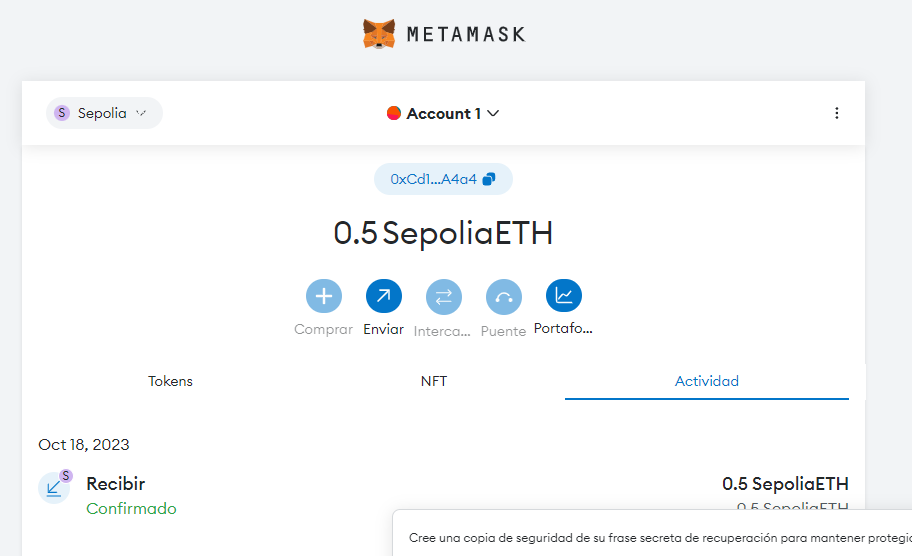 METAMASK
S Sepolia
Account 1
0xCd1...A4a4
0.5 SepoliaETH
Comprar Enviar Interca... Puente Portafo...
Tokens NFT Actividad
Oct 18, 2023
S
Recibir 0.5 SepoliaETH
Confirmado 0.5 SepoliaETH
Cree una copia de seguridad de su frase secreta de recuperación para mantener